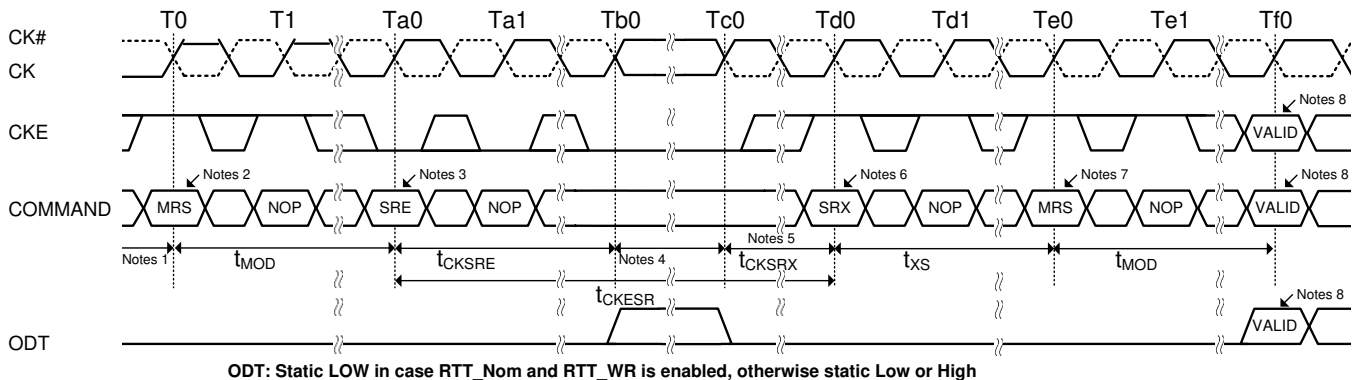 T0 T1 Ta0 Ta1 Tb0 Tc0 Td0 Td1 Te0 Te1 Tf0
CK#
CK
Notes 8
CKE
VALID
Notes 2 Notes 3 Notes 6 Notes 7 Notes 8
COMMAND MRS NOP SRE NOP SRX NOP MRS NOP VALID
Notes 1 tMOD tCKSRE Notes 4 Notes 5 tCKSRX tXS tMOD
tCKESR
Notes 8
VALID
ODT
ODT: Static LOW in case RTT_Nom and RTT_WR is enabled, otherwise static Low or High